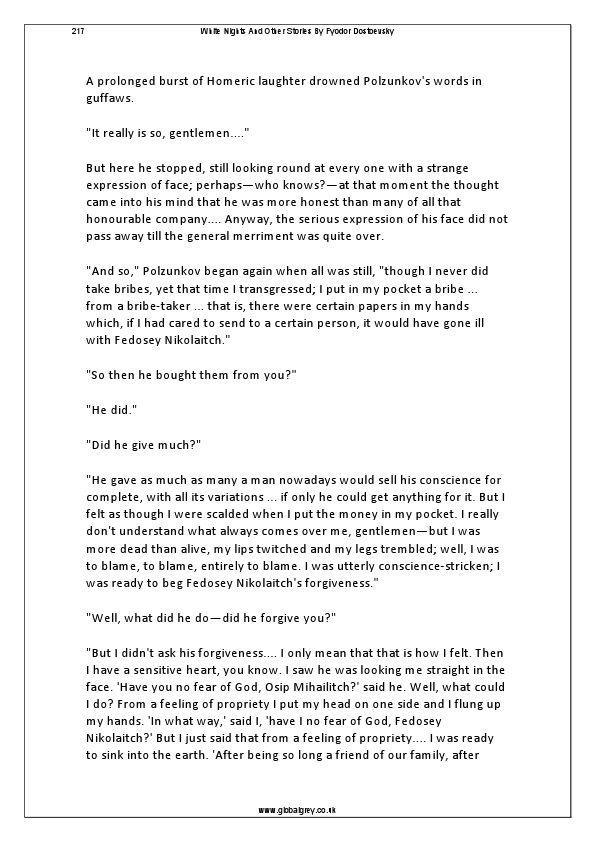 217
White Nights And Other Stories By Fyodor Dostoevsky
A prolonged burst of Homeric laughter drowned Polzunkov's words in
guffaws.
"It really is so, gentlemen...."
But here he stopped, still looking round at every one with a strange
expression of face; perhaps—who knows?—at that moment the thought
came into his mind that he was more honest than many of all that
honourable company.... Anyway, the serious expression of his face did not
pass away till the general merriment was quite over.
"And so," Polzunkov began again when all was still, "though I never did
take bribes, yet that time I transgressed; I put in my pocket a bribe ...
from a bribe-taker ... that is, there were certain papers in my hands
which, if I had cared to send to a certain person, it would have gone ill
with Fedosey Nikolaitch."
"So then he bought them from you?"
"He did."
"Did he give much?"
"He gave as much as many a man nowadays would sell his conscience for
complete, with all its variations ... if only he could get anything for it. But I
felt as though I were scalded when I put the money in my pocket. I really
don't understand what always comes over me, gentlemen—but I was
more dead than alive, my lips twitched and my legs trembled; well, I was
to blame, to blame, entirely to blame. I was utterly conscience-stricken; I
was ready to beg Fedosey Nikolaitch's forgiveness."
"Well, what did he do—did he forgive you?"
"But I didn't ask his forgiveness.... I only mean that that is how I felt. Then
I have a sensitive heart, you know. I saw he was looking me straight in the
face. 'Have you no fear of God, Osip Mihailitch?' said he. Well, what could
I do? From a feeling of propriety I put my head on one side and I flung up
my hands. 'In what way,' said I, 'have I no fear of God, Fedosey
Nikolaitch?' But I just said that from a feeling of propriety.... I was ready
to sink into the earth. 'After being so long a friend of our family, after
www.globalgrey.co.uk